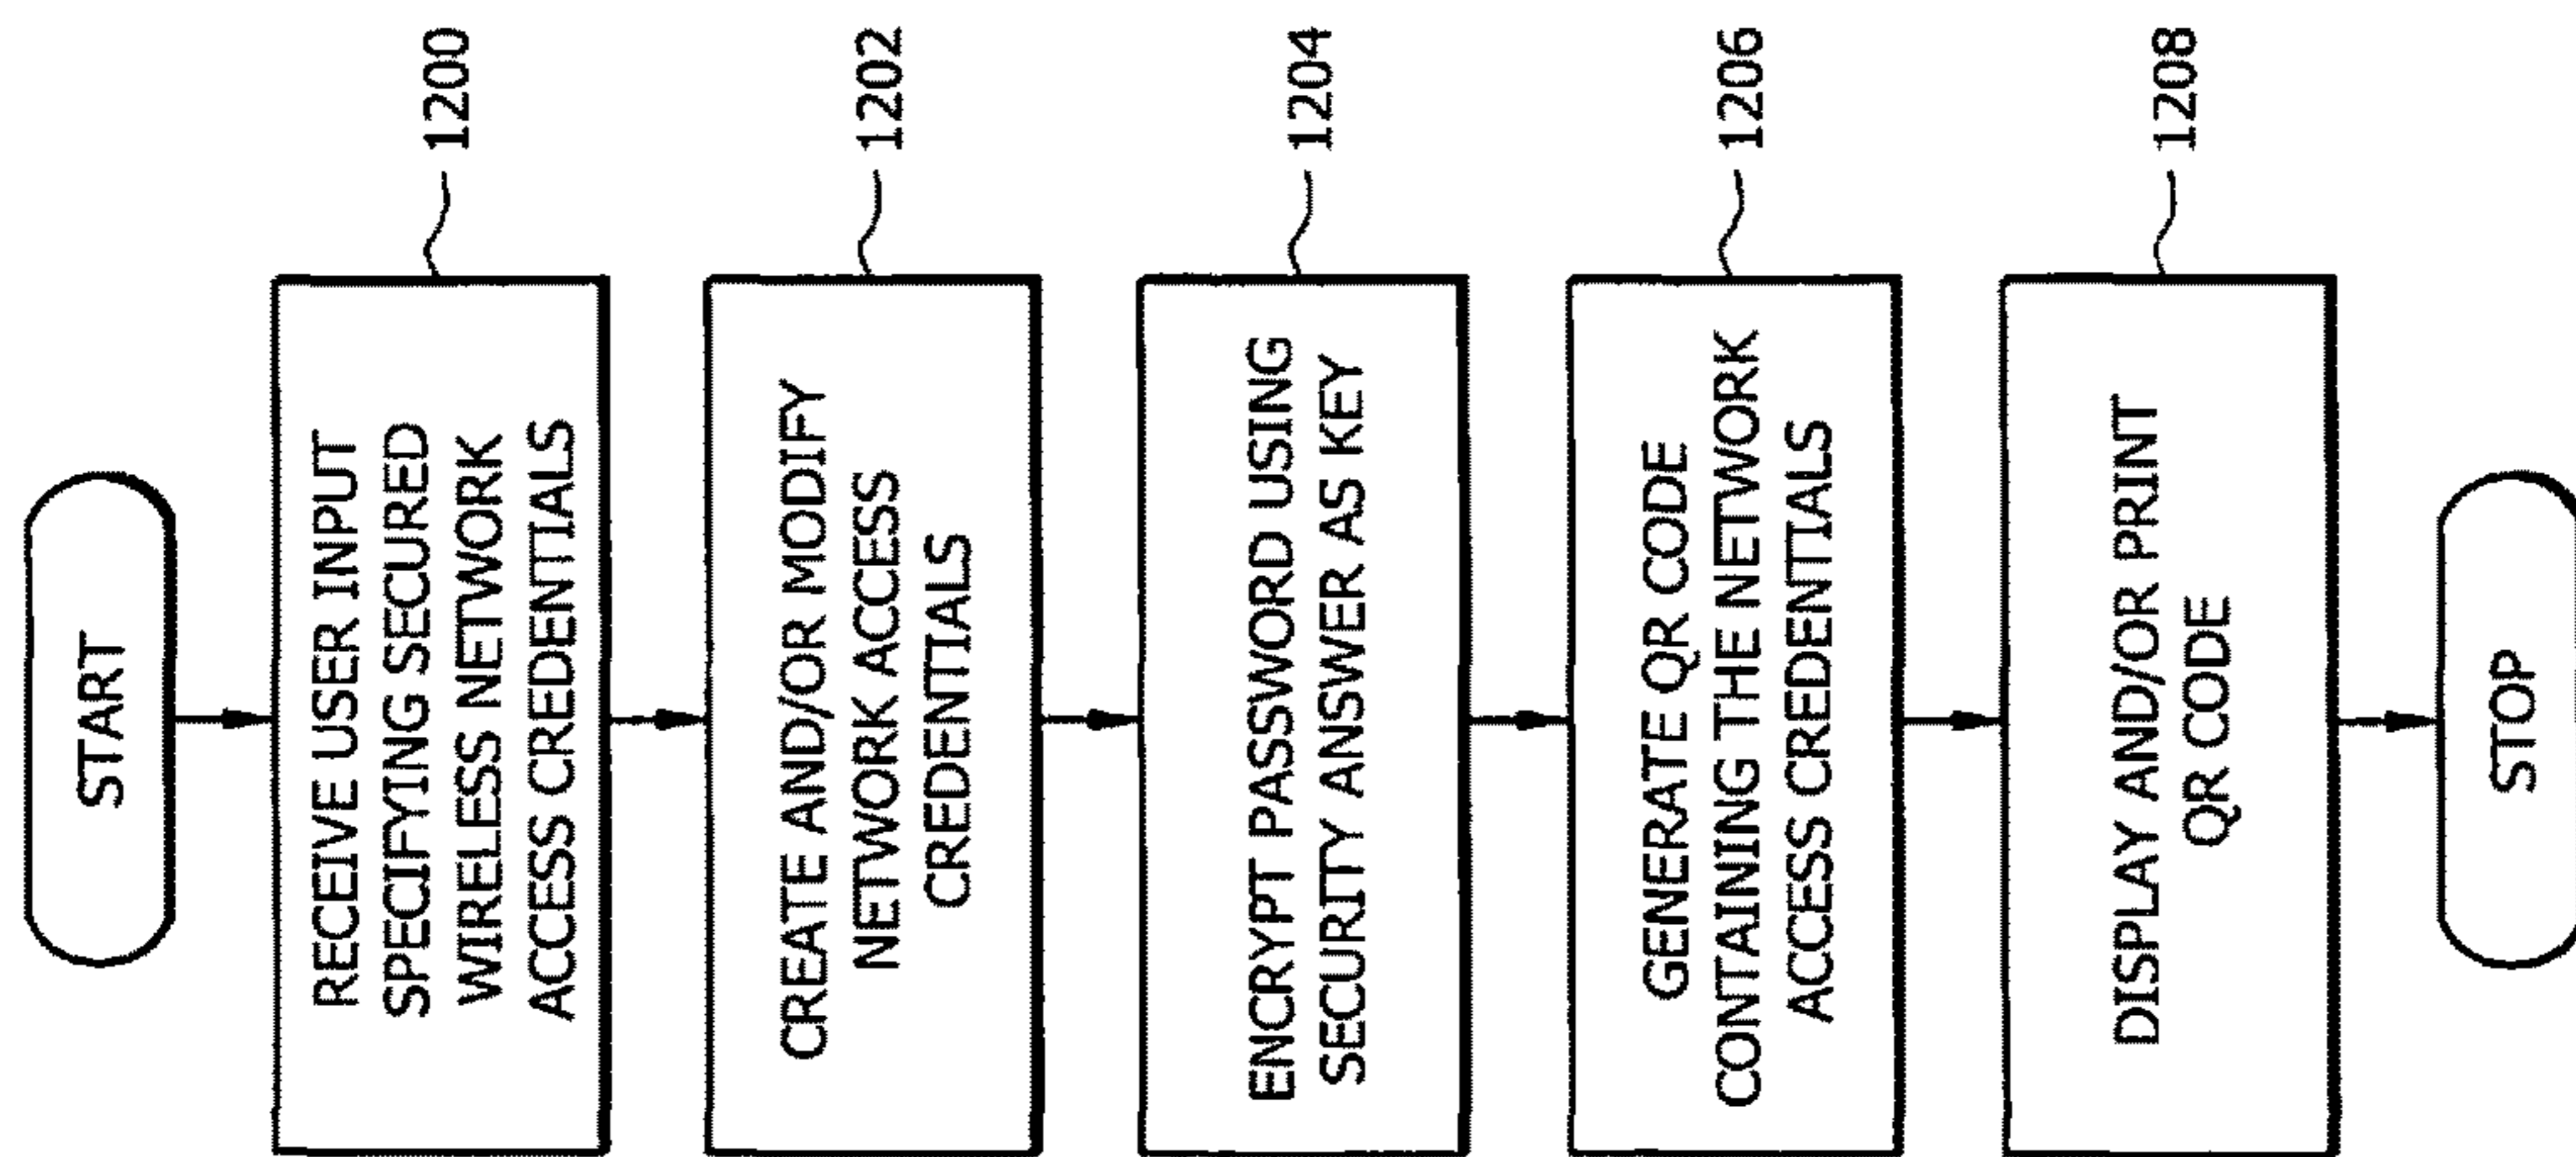 START
RECEIVE USER INPUT
SPECIFYING SECURED
WIRELESS NETWORK
ACCESS CREDENTIALS
1200
CREATE AND/OR MODIFY
NETWORK ACCESS
CREDENTIALS
1202
ENCRYPT PASSWORD USING
SECURITY ANSWER AS KEY
1204
GENERATE QR CODE
CONTAINING THE NETWORK
ACCESS CREDENTIALS
1206
DISPLAY AND/OR PRINT
QR CODE
1208
STOP